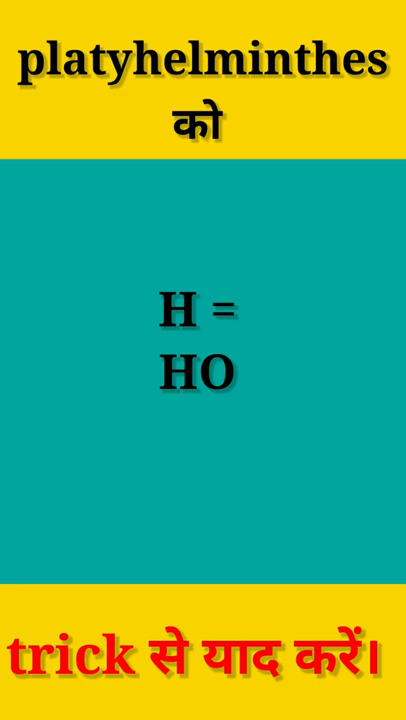 platyhelminthes
को
H =
HO
trick से याद करें।